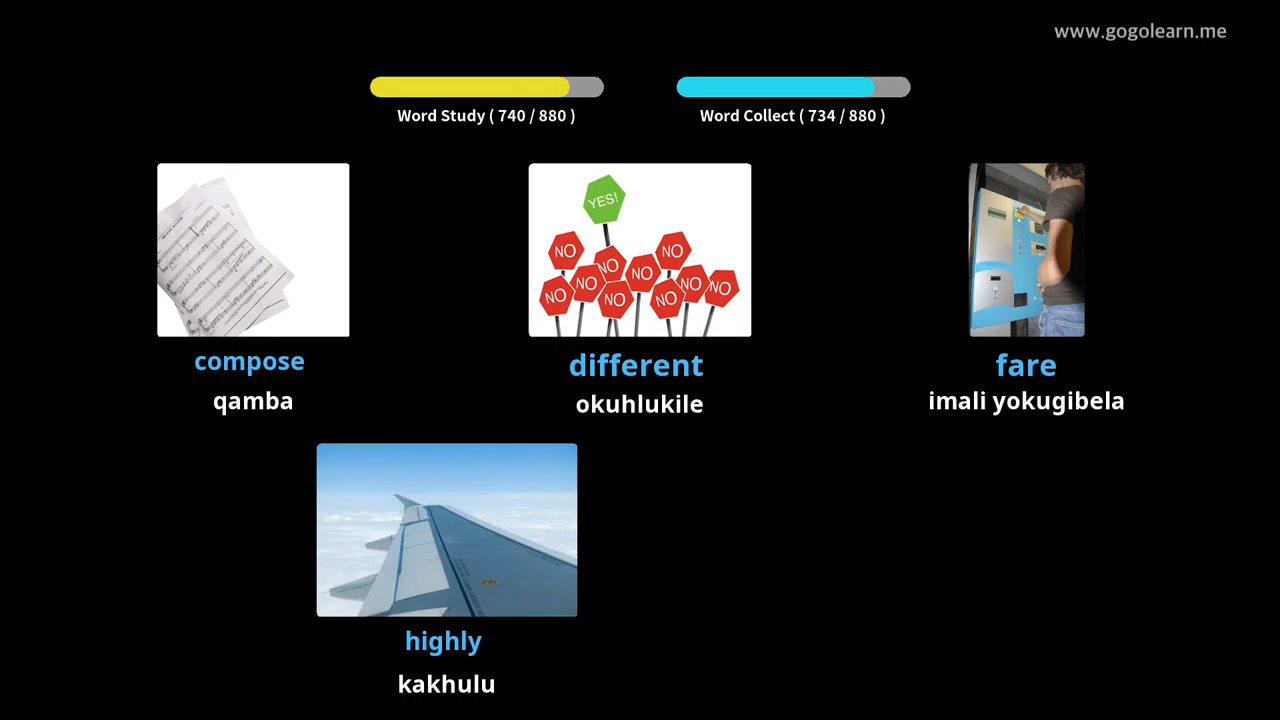 www.gogolearn.me
Word Study ( 740 / 880 )
Word Collect ( 734 / 880 )
YES!
NO
NO
NO
NO
NO
NO
NO
NO
NO
NO
compose
different
fare
qamba
okuhlukile
imali yokugibela
highly
kakhulu